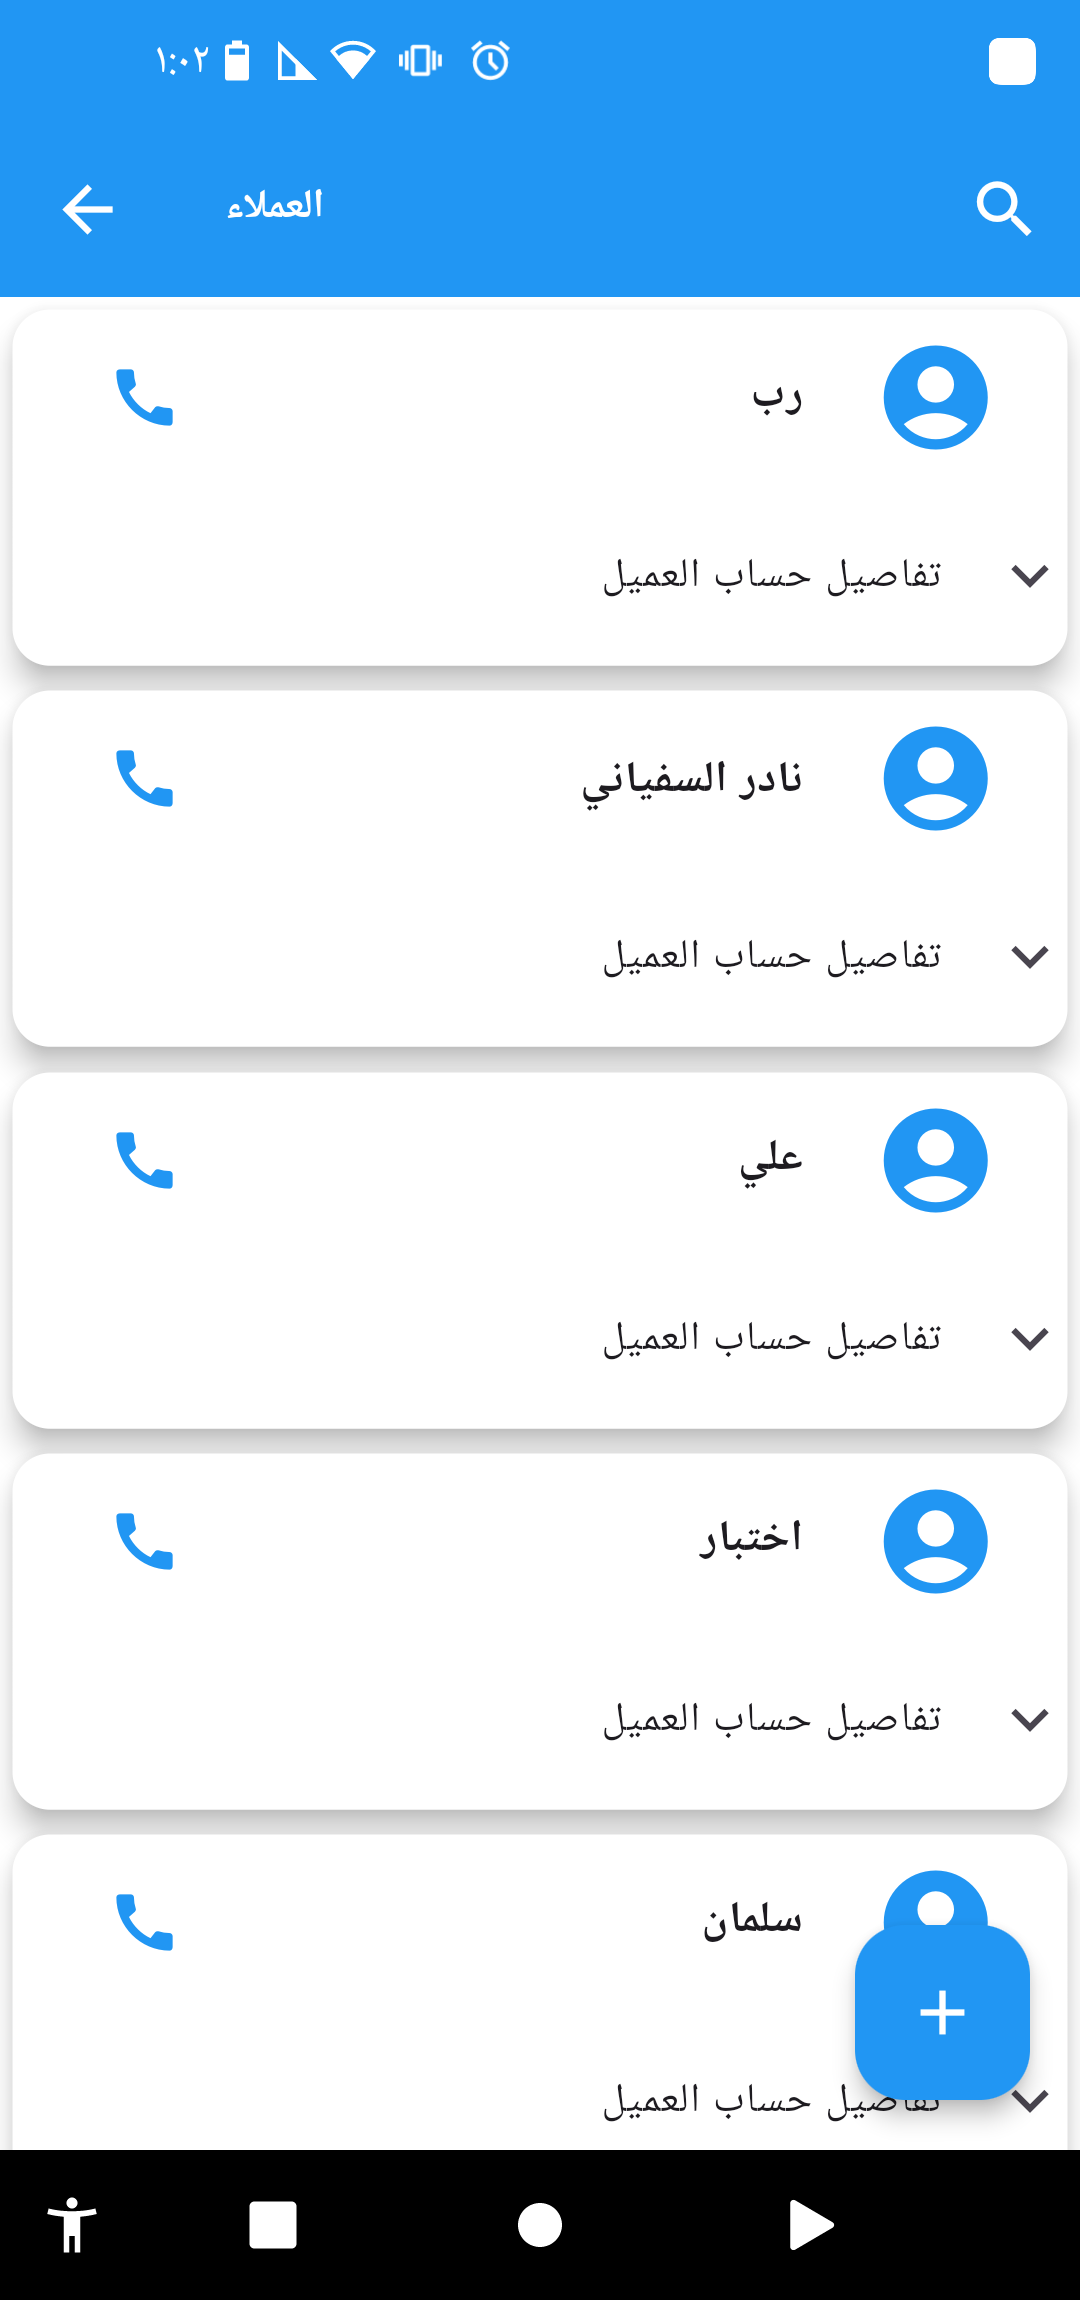 ١:٠٢
العملاء
رب
تفاصيل حساب العميل
نادر السفياني
تفاصيل حساب العميل
علي
تفاصيل حساب العميل
اختبار
تفاصيل حساب العميل
سلمان
تفاصيل حساب العميل